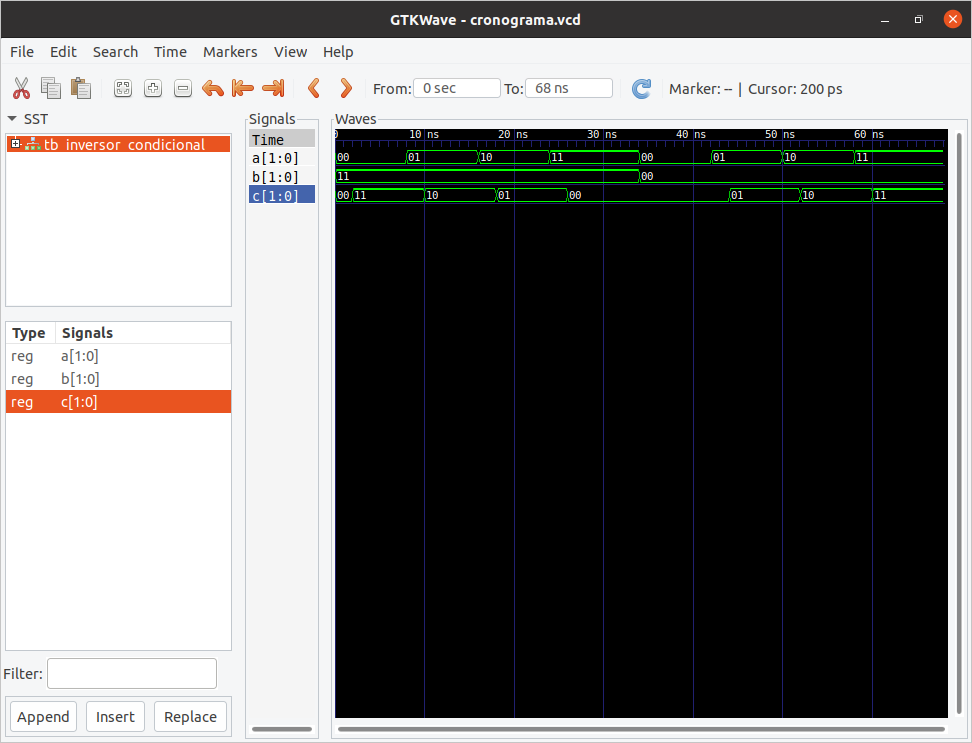 GTKWave - cronograma.vcd
File Edit Search Time Markers View Help
From: 0 sec To: 68 ns Marker: -- | Cursor: 200 ps
SST
tb_inversor_condicional
Type Signals
reg a[1:0]
reg b[1:0]
reg c[1:0]
Filter:
Append Insert Replace
Signals
Time
a[1:0]
b[1:0]
c[1:0]
Waves
0 10 ns 20 ns 30 ns 40 ns 50 ns 60 ns
00 01 10 11 00 01 10 11
11 00
00 11 10 01 00 01 10 11